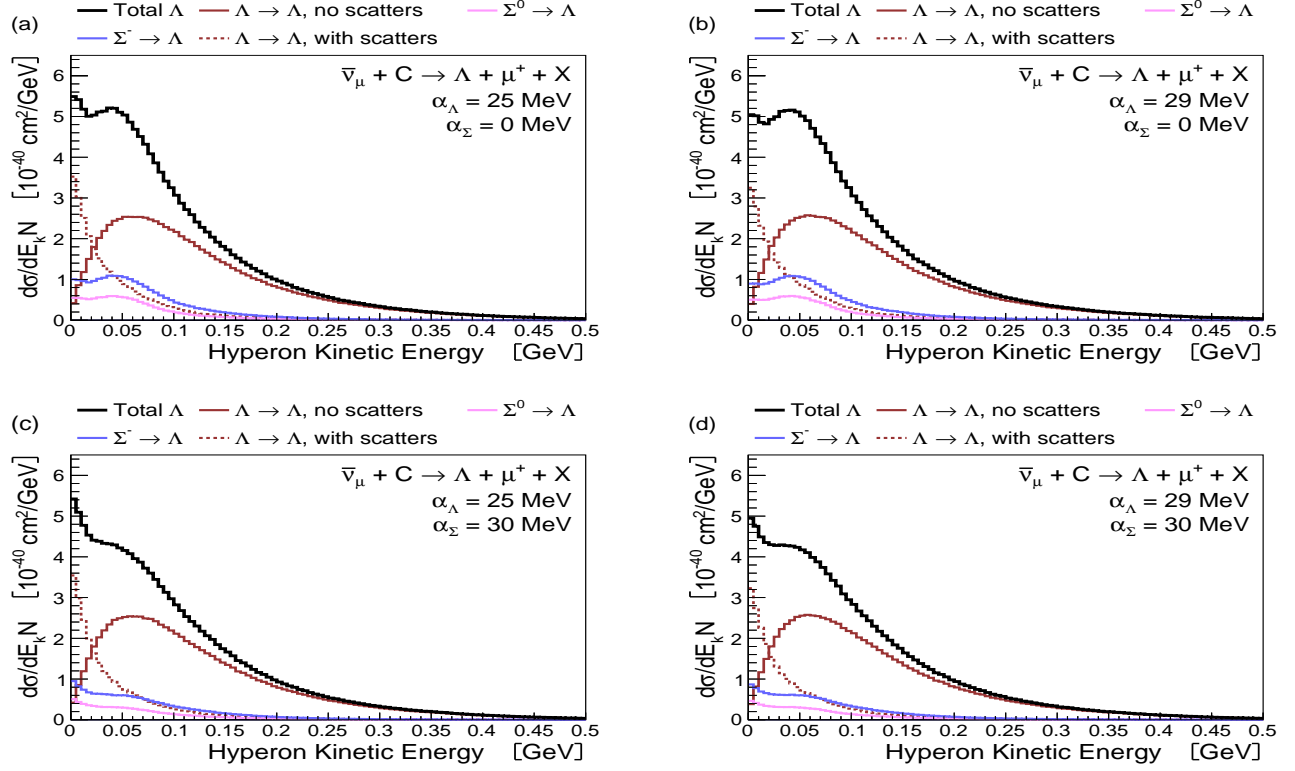 (a)
Total Λ Λ → Λ, no scatters Σ⁰ → Λ
Σ⁻ → Λ Λ → Λ, with scatters
ν̅μ + C → Λ + μ⁺ + X
αΛ = 25 MeV
αΣ = 0 MeV
dσ/dEₖN [10⁻⁴⁰ cm²/GeV]
6
5
4
3
2
1
0
0 0.05 0.1 0.15 0.2 0.25 0.3 0.35 0.4 0.45 0.5
Hyperon Kinetic Energy [GeV]
(b)
Total Λ Λ → Λ, no scatters Σ⁰ → Λ
Σ⁻ → Λ Λ → Λ, with scatters
ν̅μ + C → Λ + μ⁺ + X
αΛ = 29 MeV
αΣ = 0 MeV
dσ/dEₖN [10⁻⁴⁰ cm²/GeV]
6
5
4
3
2
1
0
0 0.05 0.1 0.15 0.2 0.25 0.3 0.35 0.4 0.45 0.5
Hyperon Kinetic Energy [GeV]
(c)
Total Λ Λ → Λ, no scatters Σ⁰ → Λ
Σ⁻ → Λ Λ → Λ, with scatters
ν̅μ + C → Λ + μ⁺ + X
αΛ = 25 MeV
αΣ = 30 MeV
dσ/dEₖN [10⁻⁴⁰ cm²/GeV]
6
5
4
3
2
1
0
0 0.05 0.1 0.15 0.2 0.25 0.3 0.35 0.4 0.45 0.5
Hyperon Kinetic Energy [GeV]
(d)
Total Λ Λ → Λ, no scatters Σ⁰ → Λ
Σ⁻ → Λ Λ → Λ, with scatters
ν̅μ + C → Λ + μ⁺ + X
αΛ = 29 MeV
αΣ = 30 MeV
dσ/dEₖN [10⁻⁴⁰ cm²/GeV]
6
5
4
3
2
1
0
0 0.05 0.1 0.15 0.2 0.25 0.3 0.35 0.4 0.45 0.5
Hyperon Kinetic Energy [GeV]